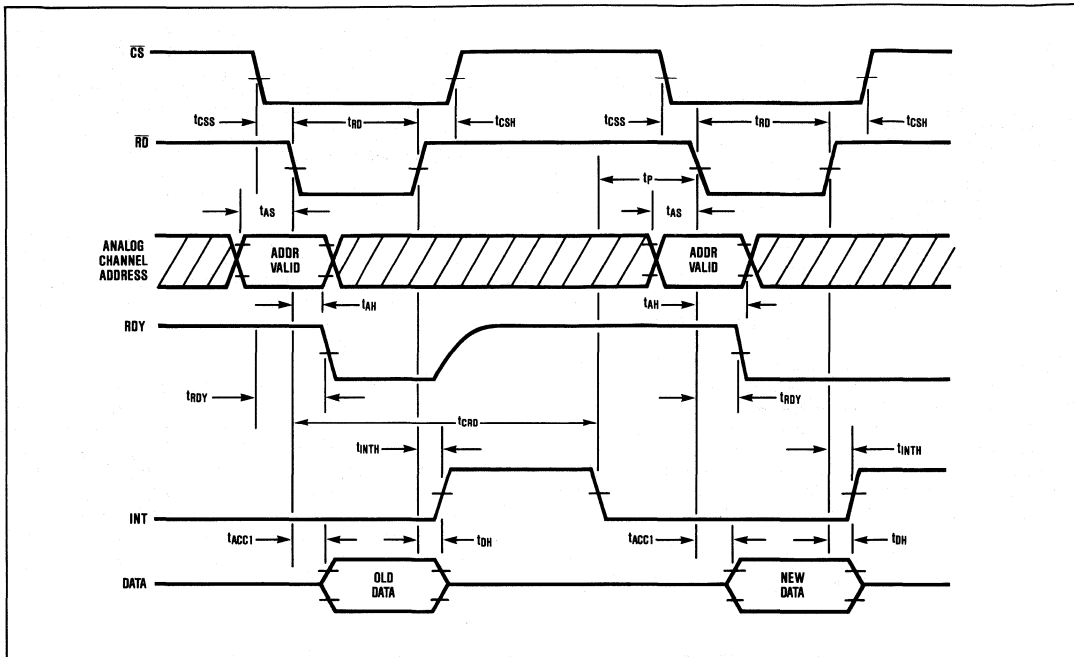 CS
tCSS
tRD
tCSH
tCSS
tRD
tCSH
RD
tP
tAS
tAS
ANALOG
CHANNEL
ADDRESS
ADDR
VALID
ADDR
VALID
tAH
tAH
RDY
tRDY
tRDY
tCRD
tINTH
tINTH
INT
tACC1
tDH
tACC1
tDH
DATA
OLD
DATA
NEW
DATA